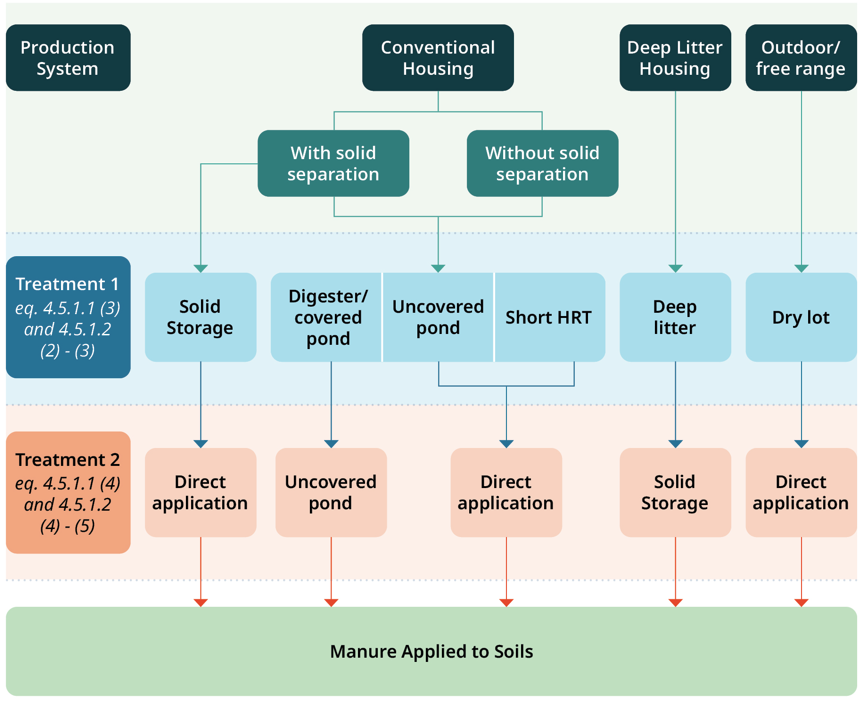 Production
System
Conventional
Housing
Deep Litter
Housing
Outdoor/
free range
With solid
separation
Without solid
separation
Treatment 1
eq. 4.5.1.1 (3)
and 4.5.1.2
(2) - (3)
Solid
Storage
Digester/
covered
pond
Uncovered
pond
Short HRT
Deep
litter
Dry lot
Treatment 2
eq. 4.5.1.1 (4)
and 4.5.1.2
(4) - (5)
Direct
application
Uncovered
pond
Direct
application
Solid
Storage
Direct
application
Manure Applied to Soils